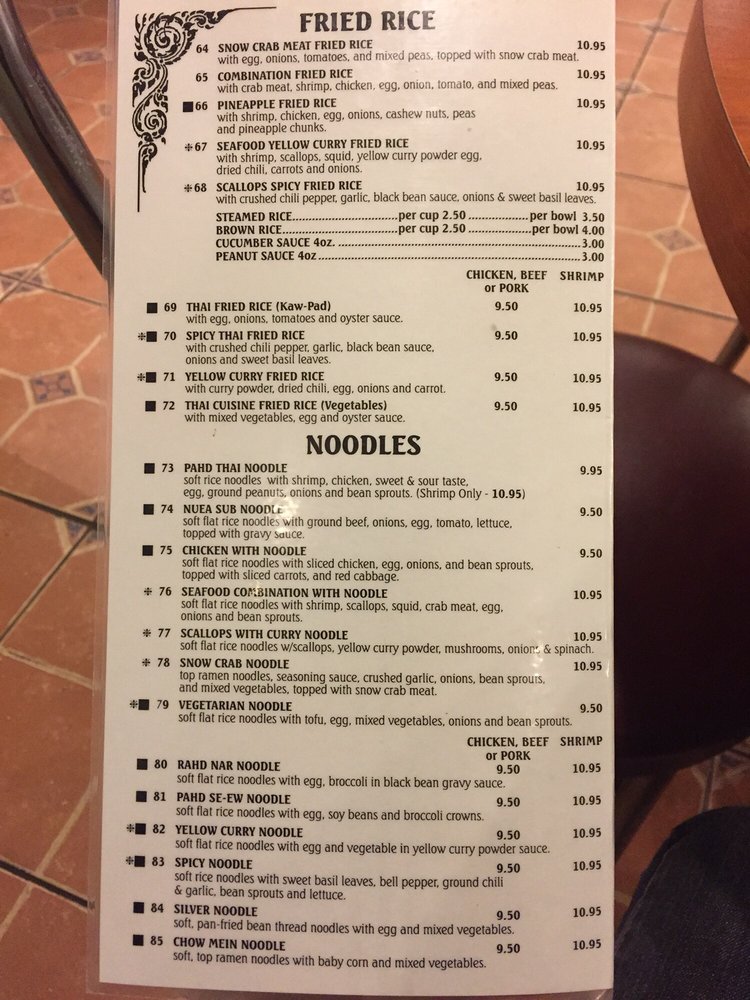 FRIED RICE
64 SNOW CRAB MEAT FRIED RICE 10.95
with egg, onions, tomatoes, and mixed peas, topped with snow crab meat.
65 COMBINATION FRIED RICE 10.95
with crab meat, shrimp, chicken, egg, onion, tomato, and mixed peas.
■66 PINEAPPLE FRIED RICE 10.95
with shrimp, chicken, egg, onions, cashew nuts, peas
and pineapple chunks.
❉67 SEAFOOD YELLOW CURRY FRIED RICE 10.95
with shrimp, scallops, squid, yellow curry powder egg,
dried chili, carrots and onions.
❉68 SCALLOPS SPICY FRIED RICE 10.95
with crushed chili pepper, garlic, black bean sauce, onions & sweet basil leaves.
STEAMED RICE..............................per cup 2.50 .................per bowl 3.50
BROWN RICE.................................per cup 2.50 ..................per bowl 4.00
CUCUMBER SAUCE 4oz. .....................................................................3.00
PEANUT SAUCE 4oz...........................................................................3.00
CHICKEN, BEEF SHRIMP
or PORK
■ 69 THAI FRIED RICE (Kaw-Pad) 9.50 10.95
with egg, onions, tomatoes and oyster sauce.
❉■ 70 SPICY THAI FRIED RICE 9.50 10.95
with crushed chili pepper, garlic, black bean sauce,
onions and sweet basil leaves.
❉■ 71 YELLOW CURRY FRIED RICE 9.50 10.95
with curry powder, dried chili, egg, onions and carrot.
■ 72 THAI CUISINE FRIED RICE (Vegetables) 9.50 10.95
with mixed vegetables, egg and oyster sauce.
NOODLES
■ 73 PAHD THAI NOODLE 9.95
soft rice noodles with shrimp, chicken, sweet & sour taste,
egg, ground peanuts, onions and bean sprouts. (Shrimp Only - 10.95)
■ 74 NUEA SUB NOODLE 9.50
soft flat rice noodles with ground beef, onions, egg, tomato, lettuce,
topped with gravy sauce.
■ 75 CHICKEN WITH NOODLE 9.50
soft flat rice noodles with sliced chicken, egg, onions, and bean sprouts,
topped with sliced carrots, and red cabbage.
❉ 76 SEAFOOD COMBINATION WITH NOODLE 10.95
soft flat rice noodles with shrimp, scallops, squid, crab meat, egg,
onions and bean sprouts.
❉ 77 SCALLOPS WITH CURRY NOODLE 10.95
soft flat rice noodles w/scallops, yellow curry powder, mushrooms, onions & spinach.
❉ 78 SNOW CRAB NOODLE 10.95
top ramen noodles, seasoning sauce, crushed garlic, onions, bean sprouts,
and mixed vegetables, topped with snow crab meat.
❉■ 79 VEGETARIAN NOODLE 9.50
soft flat rice noodles with tofu, egg, mixed vegetables, onions and bean sprouts.
CHICKEN, BEEF SHRIMP
or PORK
■ 80 RAHD NAR NOODLE 9.50 10.95
soft flat rice noodles with egg, broccoli in black bean gravy sauce.
■ 81 PAHD SE-EW NOODLE 9.50 10.95
soft flat rice noodles with egg, soy beans and broccoli crowns.
❉■ 82 YELLOW CURRY NOODLE 9.50 10.95
soft flat rice noodles with egg and vegetable in yellow curry powder sauce.
❉■ 83 SPICY NOODLE 9.50 10.95
soft rice noodles with sweet basil leaves, bell pepper, ground chili
& garlic, bean sprouts and lettuce.
■ 84 SILVER NOODLE 9.50 10.95
soft, pan-fried bean thread noodles with egg and mixed vegetables.
■ 85 CHOW MEIN NOODLE 9.50 10.95
soft, top ramen noodles with baby corn and mixed vegetables.